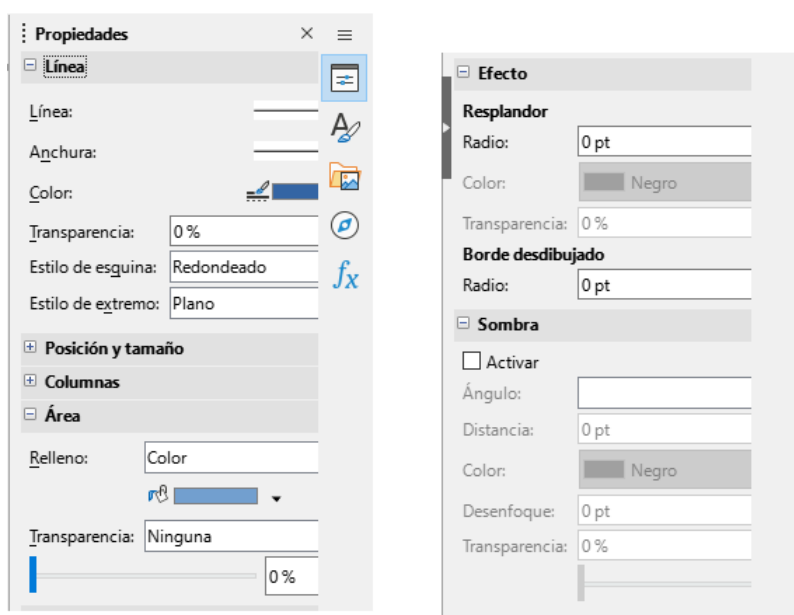 Propiedades
Línea
Línea:
Anchura:
Color:
Transparencia: 0 %
Estilo de esquina: Redondeado
Estilo de extremo: Plano
Posición y tamaño
Columnas
Área
Relleno: Color
Transparencia: Ninguna
0 %
fx
Efecto
Resplandor
Radio: 0 pt
Color: Negro
Transparencia: 0 %
Borde desdibujado
Radio: 0 pt
Sombra
Activar
Ángulo:
Distancia: 0 pt
Color: Negro
Desenfoque: 0 pt
Transparencia: 0 %